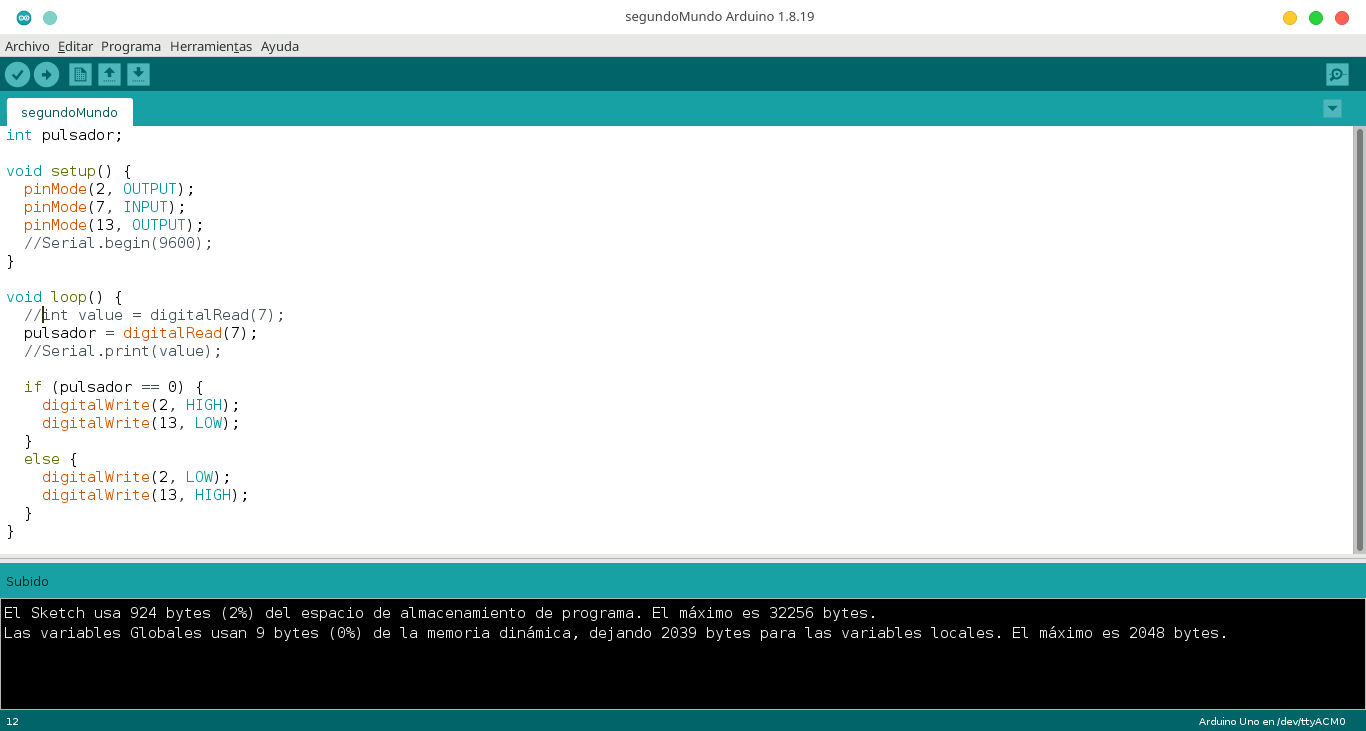 segundoMundo Arduino 1.8.19
Archivo Editar Programa Herramientas Ayuda
segundoMundo
int pulsador;
void setup() {
  pinMode(2, OUTPUT);
  pinMode(7, INPUT);
  pinMode(13, OUTPUT);
  //Serial.begin(9600);
}
void loop() {
  //int value = digitalRead(7);
  pulsador = digitalRead(7);
  //Serial.print(value);
  if (pulsador == 0) {
    digitalWrite(2, HIGH);
    digitalWrite(13, LOW);
  }
  else {
    digitalWrite(2, LOW);
    digitalWrite(13, HIGH);
  }
}
Subido
El Sketch usa 924 bytes (2%) del espacio de almacenamiento de programa. El máximo es 32256 bytes.
Las variables Globales usan 9 bytes (0%) de la memoria dinámica, dejando 2039 bytes para las variables locales. El máximo es 2048 bytes.
12
Arduino Uno en /dev/ttyACM0